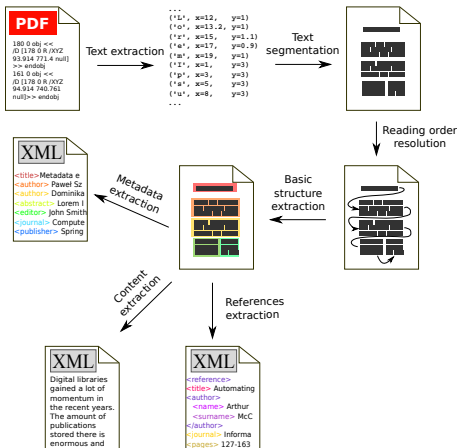 PDF
180 0 obj <<
/D [178 0 R /XYZ
93.914 771.4 null]
>> endobj
161 0 obj <<
/D [178 0 R /XYZ
94.914 740.761
null]>> endobj
Text extraction
...
('L', x=12, y=1)
('o', x=13.2, y=1)
('r', x=15, y=1.1)
('e', x=17, y=0.9)
('m', x=19, y=1)
('I', x=1, y=3)
('p', x=3, y=3)
('s', x=5, y=3)
('u', x=8, y=3)
...
Text
segmentation
Reading order
resolution
Basic
structure
extraction
Metadata
extraction
XML
<title>Metadata e
<author> Paweł Sz
<author> Dominika
<abstract> Lorem I
<editor> John Smith
<journal> Compute
<publisher> Spring
Content
extraction
References
extraction
XML
Digital libraries
gained a lot of
momentum in
the recent years.
The amount of
publications
stored there is
enormous and
XML
<reference>
<title> Automating
<author>
<name> Arthur
<surname> McC
</author>
<journal> Informa
<pages> 127-163